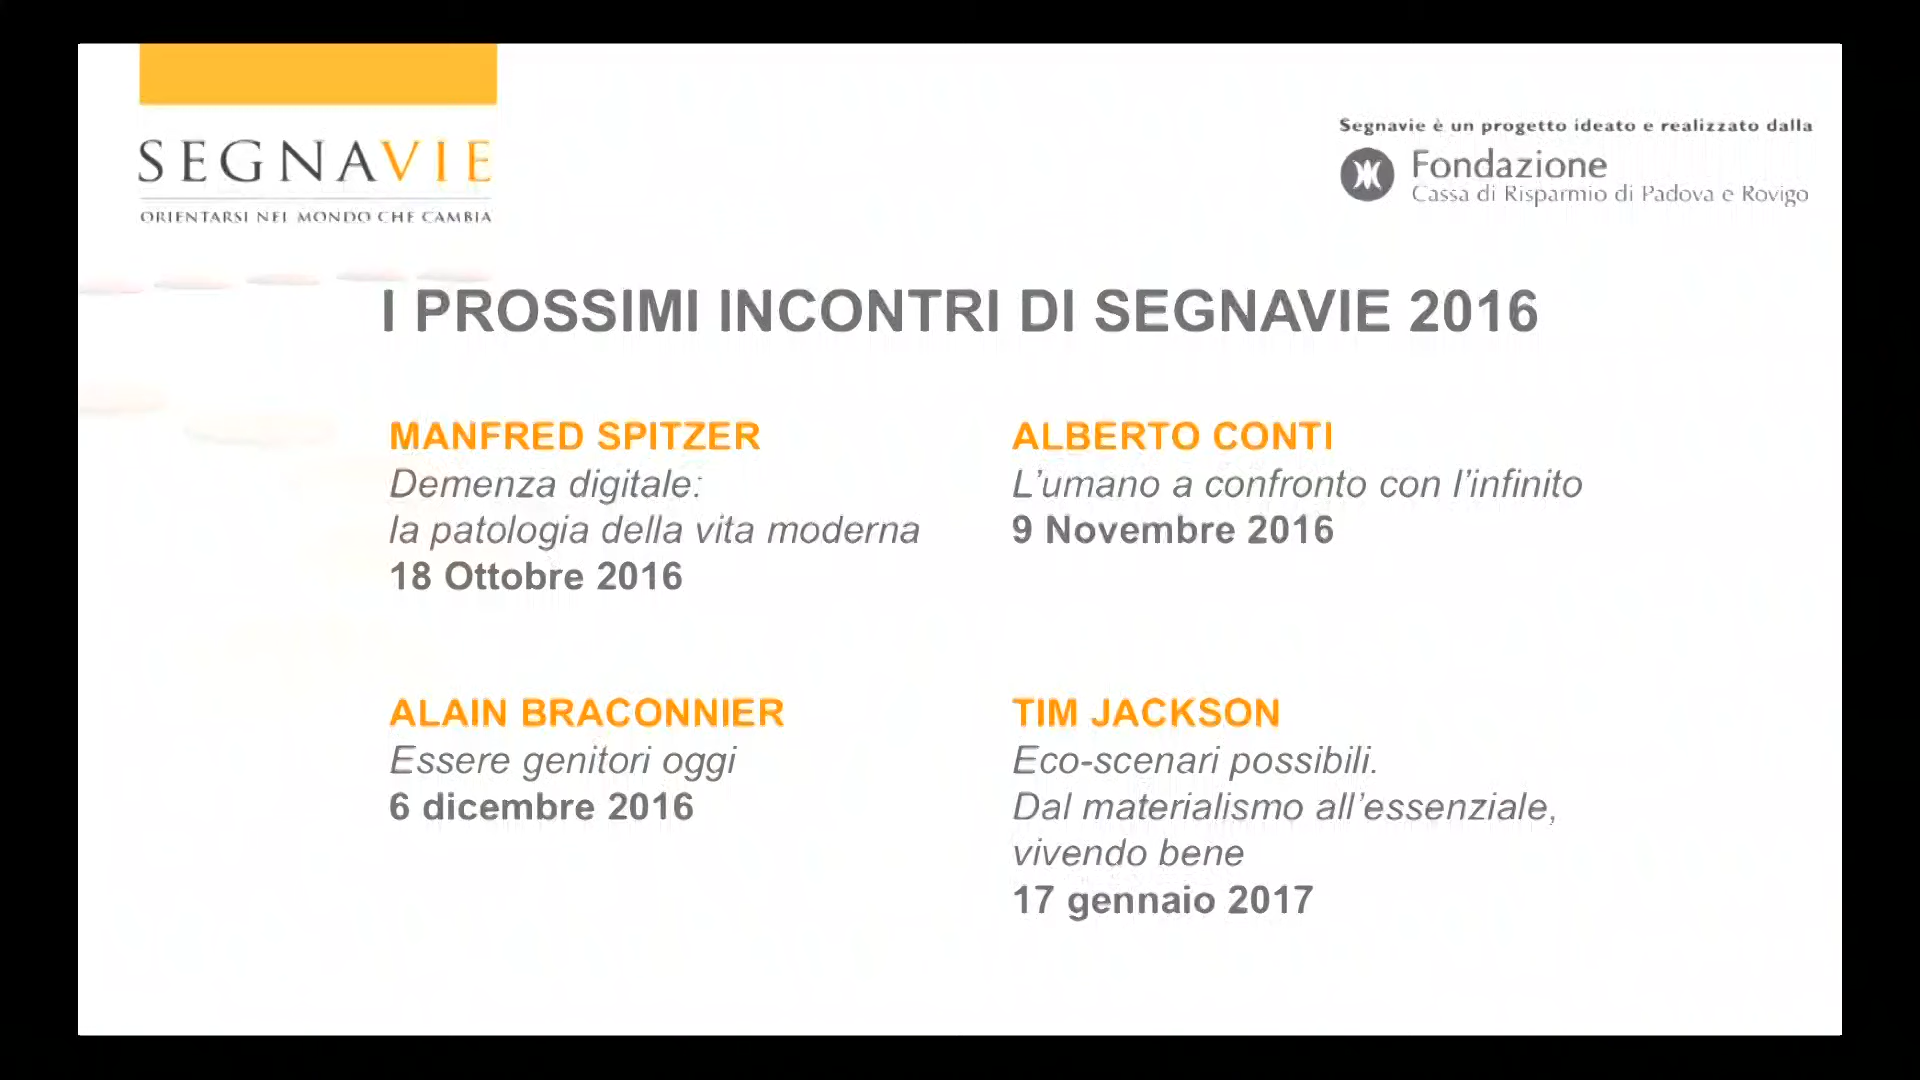 SEGNAVIE
ORIENTARSI NEL MONDO CHE CAMBIA
Segnavie è un progetto ideato e realizzato dalla
Fondazione
Cassa di Risparmio di Padova e Rovigo
I PROSSIMI INCONTRI DI SEGNAVIE 2016
MANFRED SPITZER
Demenza digitale:
la patologia della vita moderna
18 Ottobre 2016
ALBERTO CONTI
L’umano a confronto con l’infinito
9 Novembre 2016
ALAIN BRACONNIER
Essere genitori oggi
6 dicembre 2016
TIM JACKSON
Eco-scenari possibili.
Dal materialismo all’essenziale,
vivendo bene
17 gennaio 2017